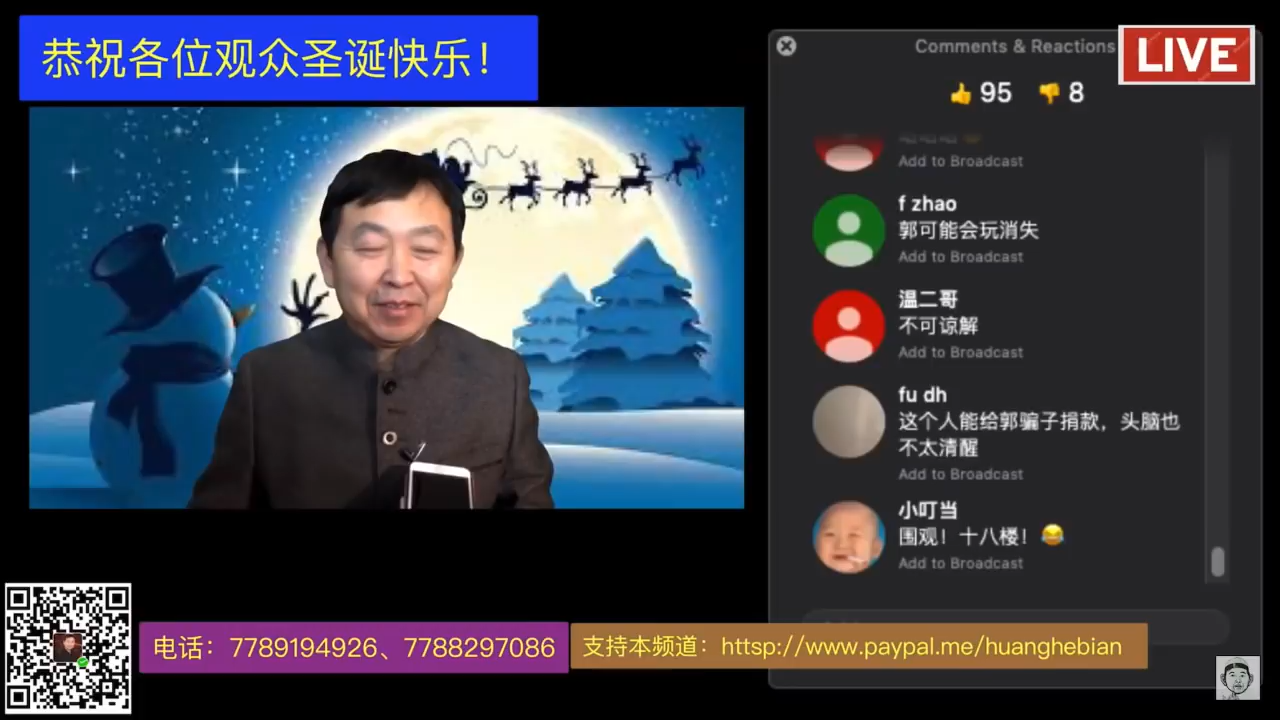 恭祝各位观众圣诞快乐！
Comments & Reactions
LIVE
👍 95 👎 8
Add to Broadcast
f zhao
郭可能会玩消失
Add to Broadcast
温二哥
不可谅解
Add to Broadcast
fu dh
这个人能给郭骗子捐款，头脑也
不太清醒
Add to Broadcast
小叮当
围观！十八楼！😂
Add to Broadcast
电话：7789194926、7788297086
支持本频道：httsp://www.paypal.me/huanghebian